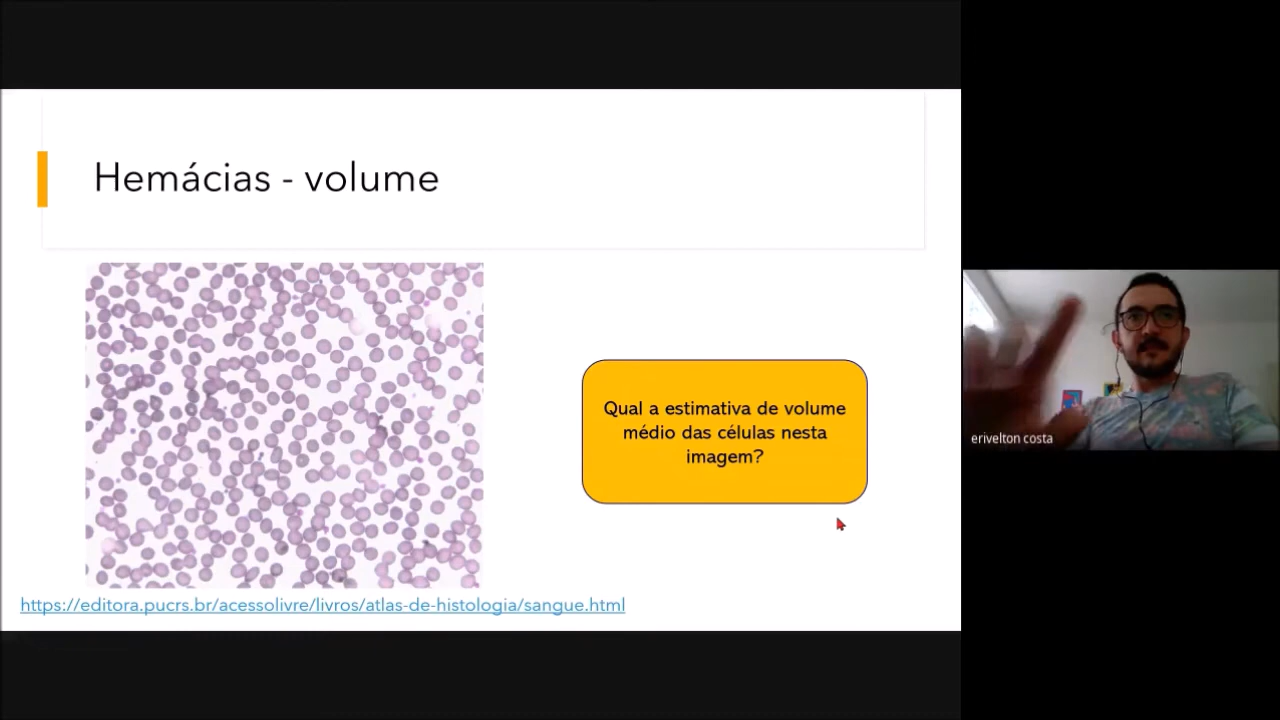 Hemácias - volume
Qual a estimativa de volume
médio das células nesta
imagem?
https://editora.pucrs.br/acessolivre/livros/atlas-de-histologia/sangue.html
erivelton costa